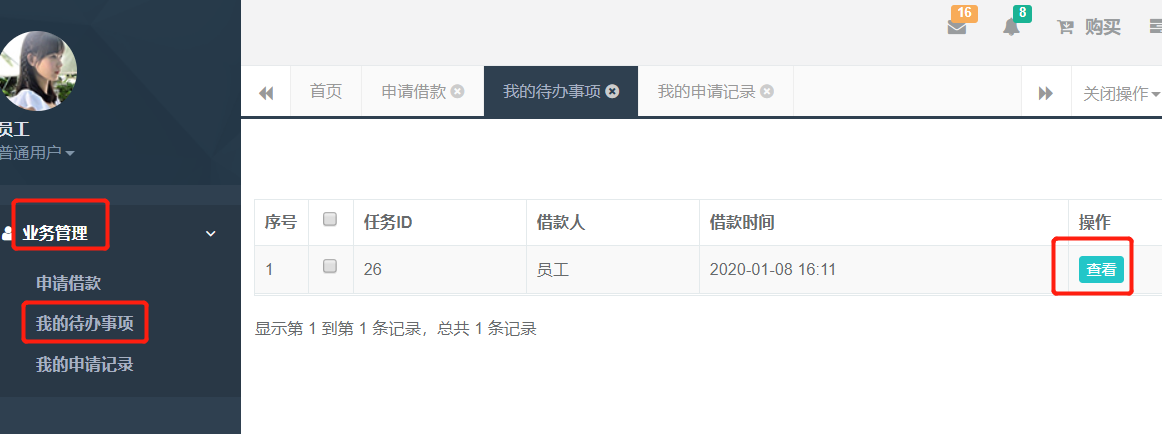 16
8
购买
员工
普通用户
首页
申请借款
我的待办事项
我的申请记录
关闭操作
业务管理
申请借款
我的待办事项
我的申请记录
序号 任务ID 借款人 借款时间 操作
1 26 员工 2020-01-08 16:11 查看
显示第 1 到第 1 条记录，总共 1 条记录